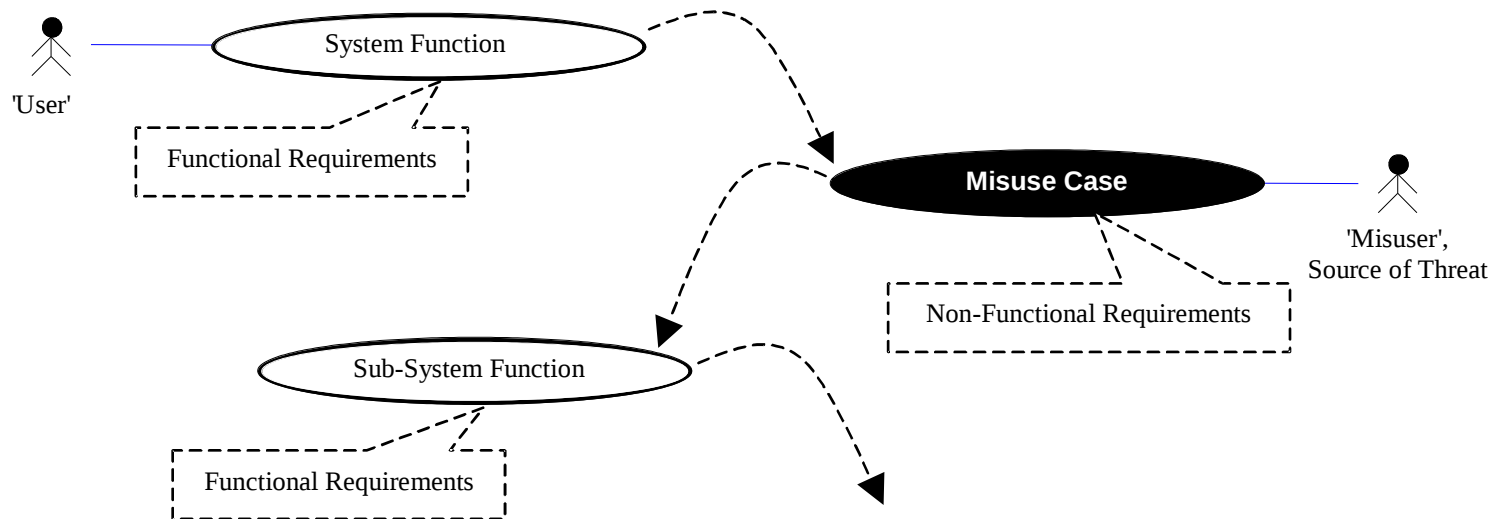 System Function
'User'
Functional Requirements
Misuse Case
'Misuser',
Source of Threat
Non-Functional Requirements
Sub-System Function
Functional Requirements